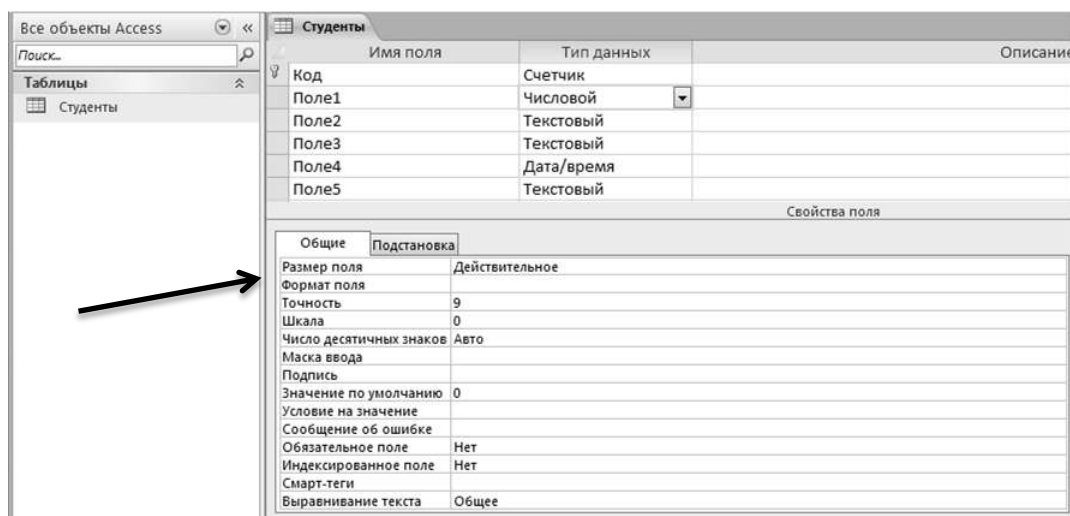 Все объекты Access
Поиск...
Таблицы
Студенты
Студенты
Имя поля Тип данных Описание
Код Счетчик
Поле1 Числовой
Поле2 Текстовый
Поле3 Текстовый
Поле4 Дата/время
Поле5 Текстовый
Свойства поля
Общие Подстановка
Размер поля Действительное
Формат поля
Точность 9
Шкала 0
Число десятичных знаков Авто
Маска ввода
Подпись
Значение по умолчанию 0
Условие на значение
Сообщение об ошибке
Обязательное поле Нет
Индексированное поле Нет
Смарт-теги
Выравнивание текста Общее